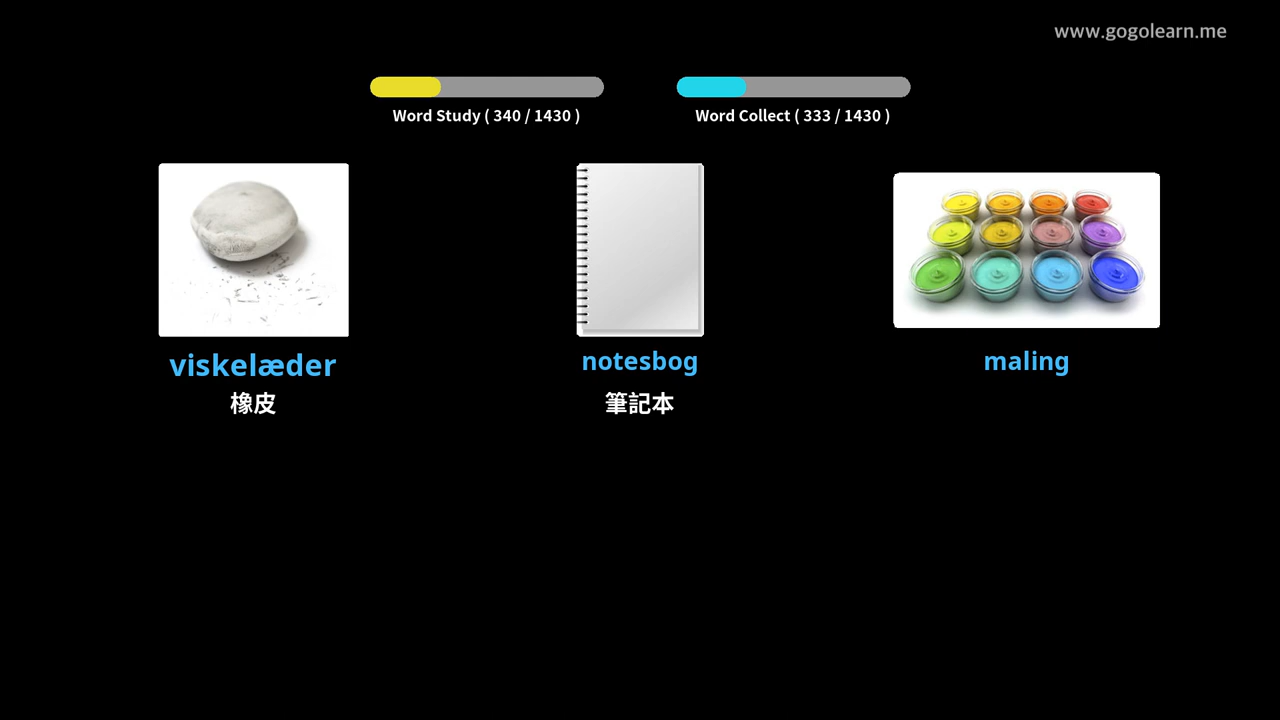 www.gogolearn.me
Word Study ( 340 / 1430 )
Word Collect ( 333 / 1430 )
viskelæder
橡皮
notesbog
筆記本
maling